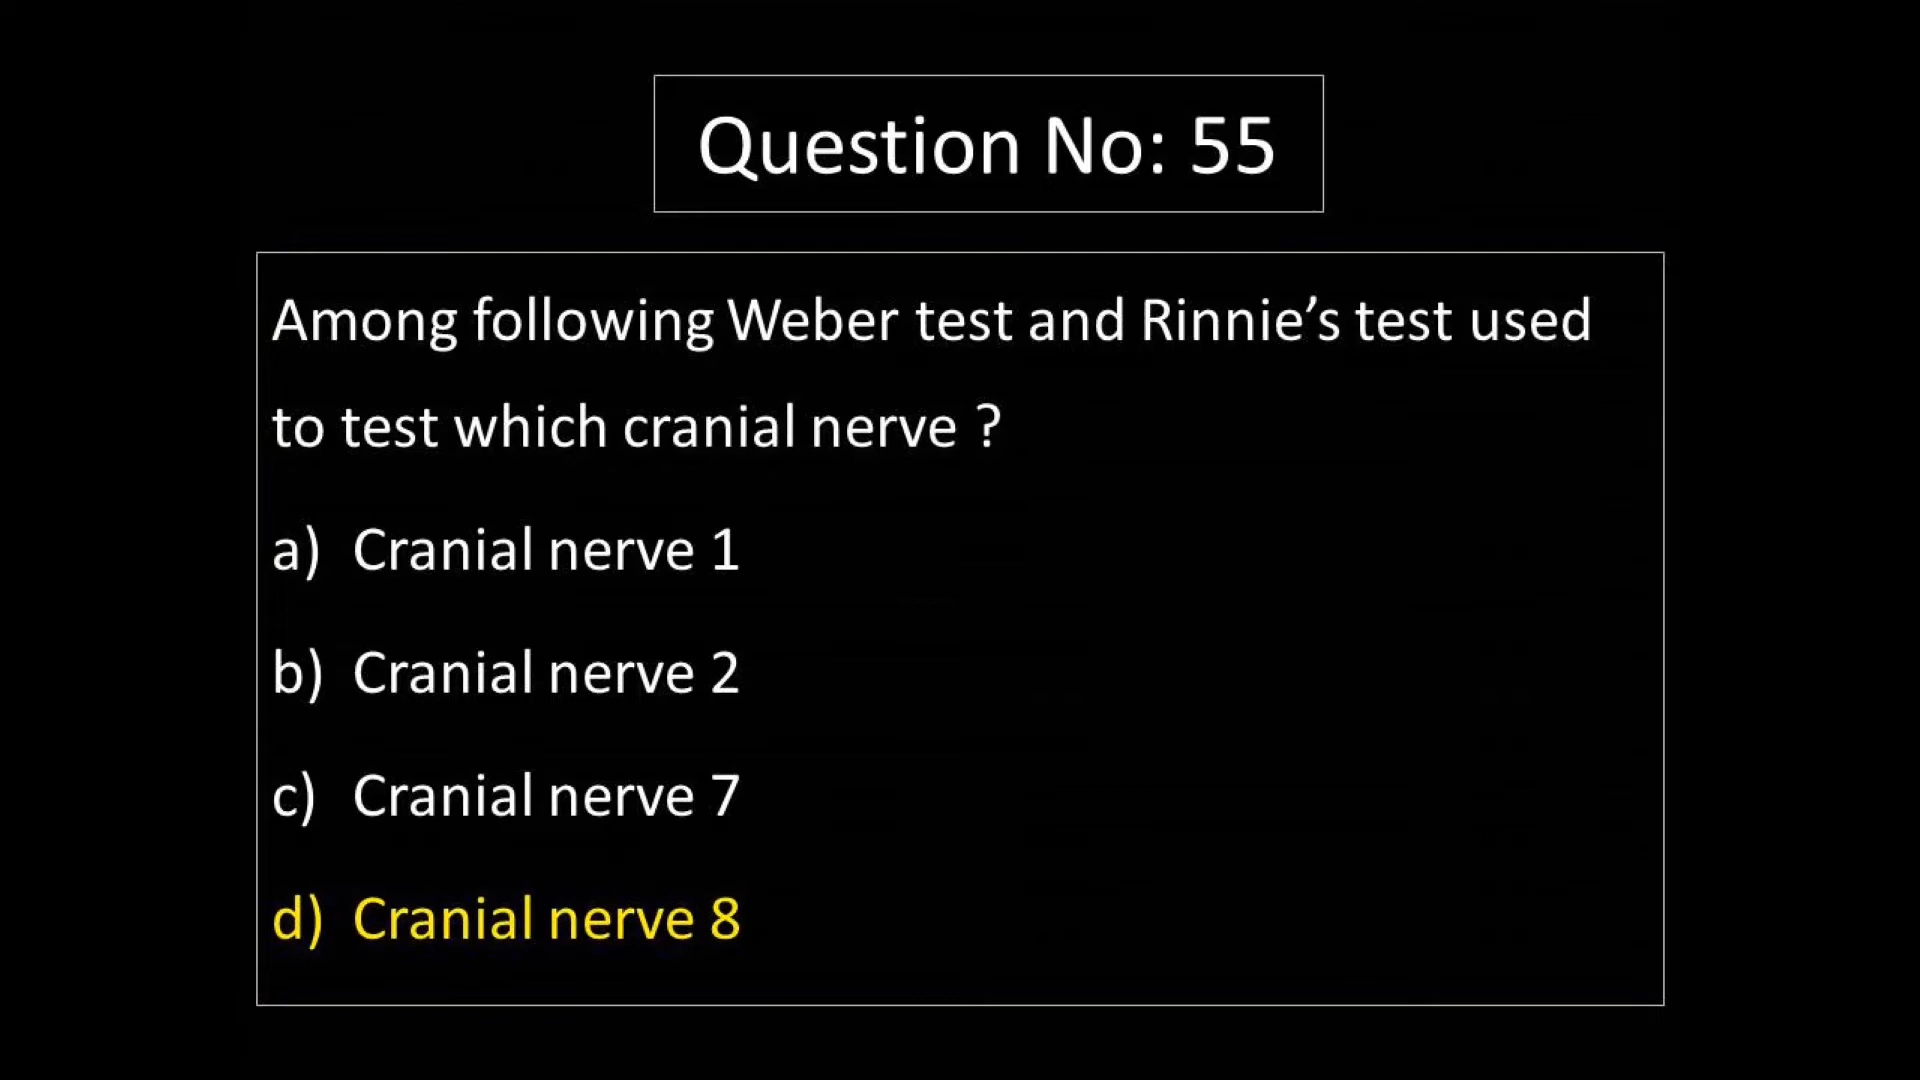 Question No: 55
Among following Weber test and Rinnie’s test used
to test which cranial nerve ?
a) Cranial nerve 1
b) Cranial nerve 2
c) Cranial nerve 7
d) Cranial nerve 8